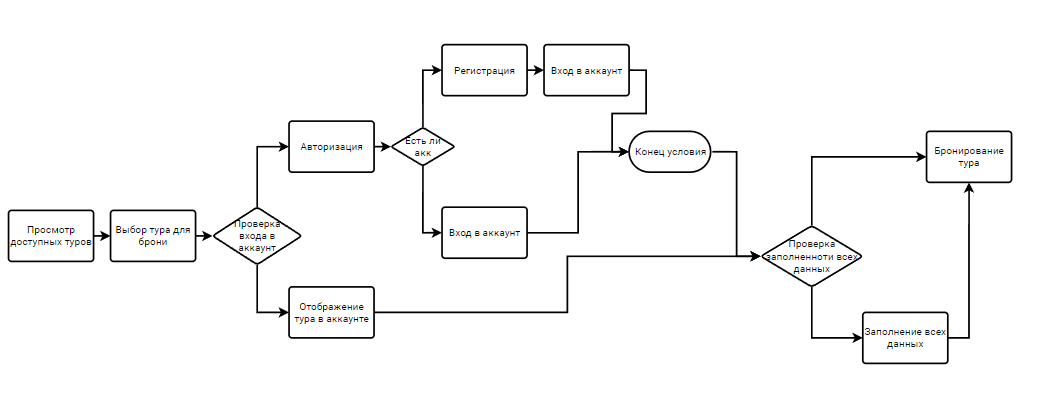 Регистрация
Вход в аккаунт
Авторизация
Есть ли
акк
Конец условия
Бронирование
тура
Просмотр
доступных туров
Выбор тура для
брони
Проверка
входа в
аккаунт
Вход в аккаунт
Проверка
заполненноти всех
данных
Отображение
тура в аккаунте
Заполнение всех
данных